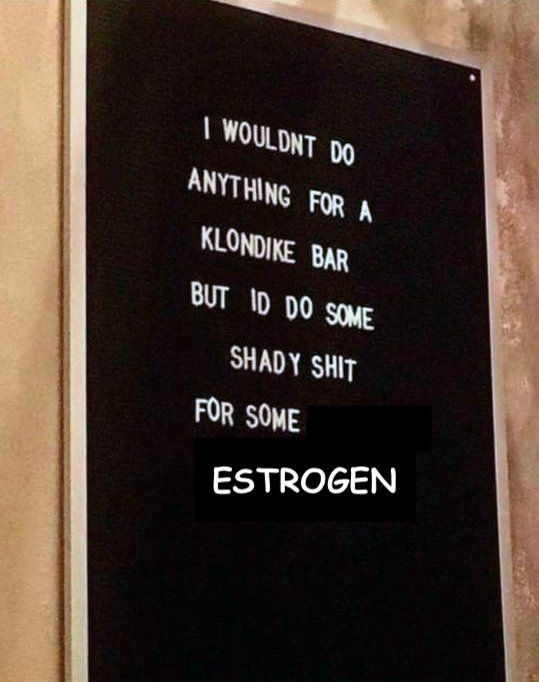 I WOULDNT DO
ANYTHING FOR A
KLONDIKE BAR
BUT ID DO SOME
SHADY SHIT
FOR SOME
ESTROGEN